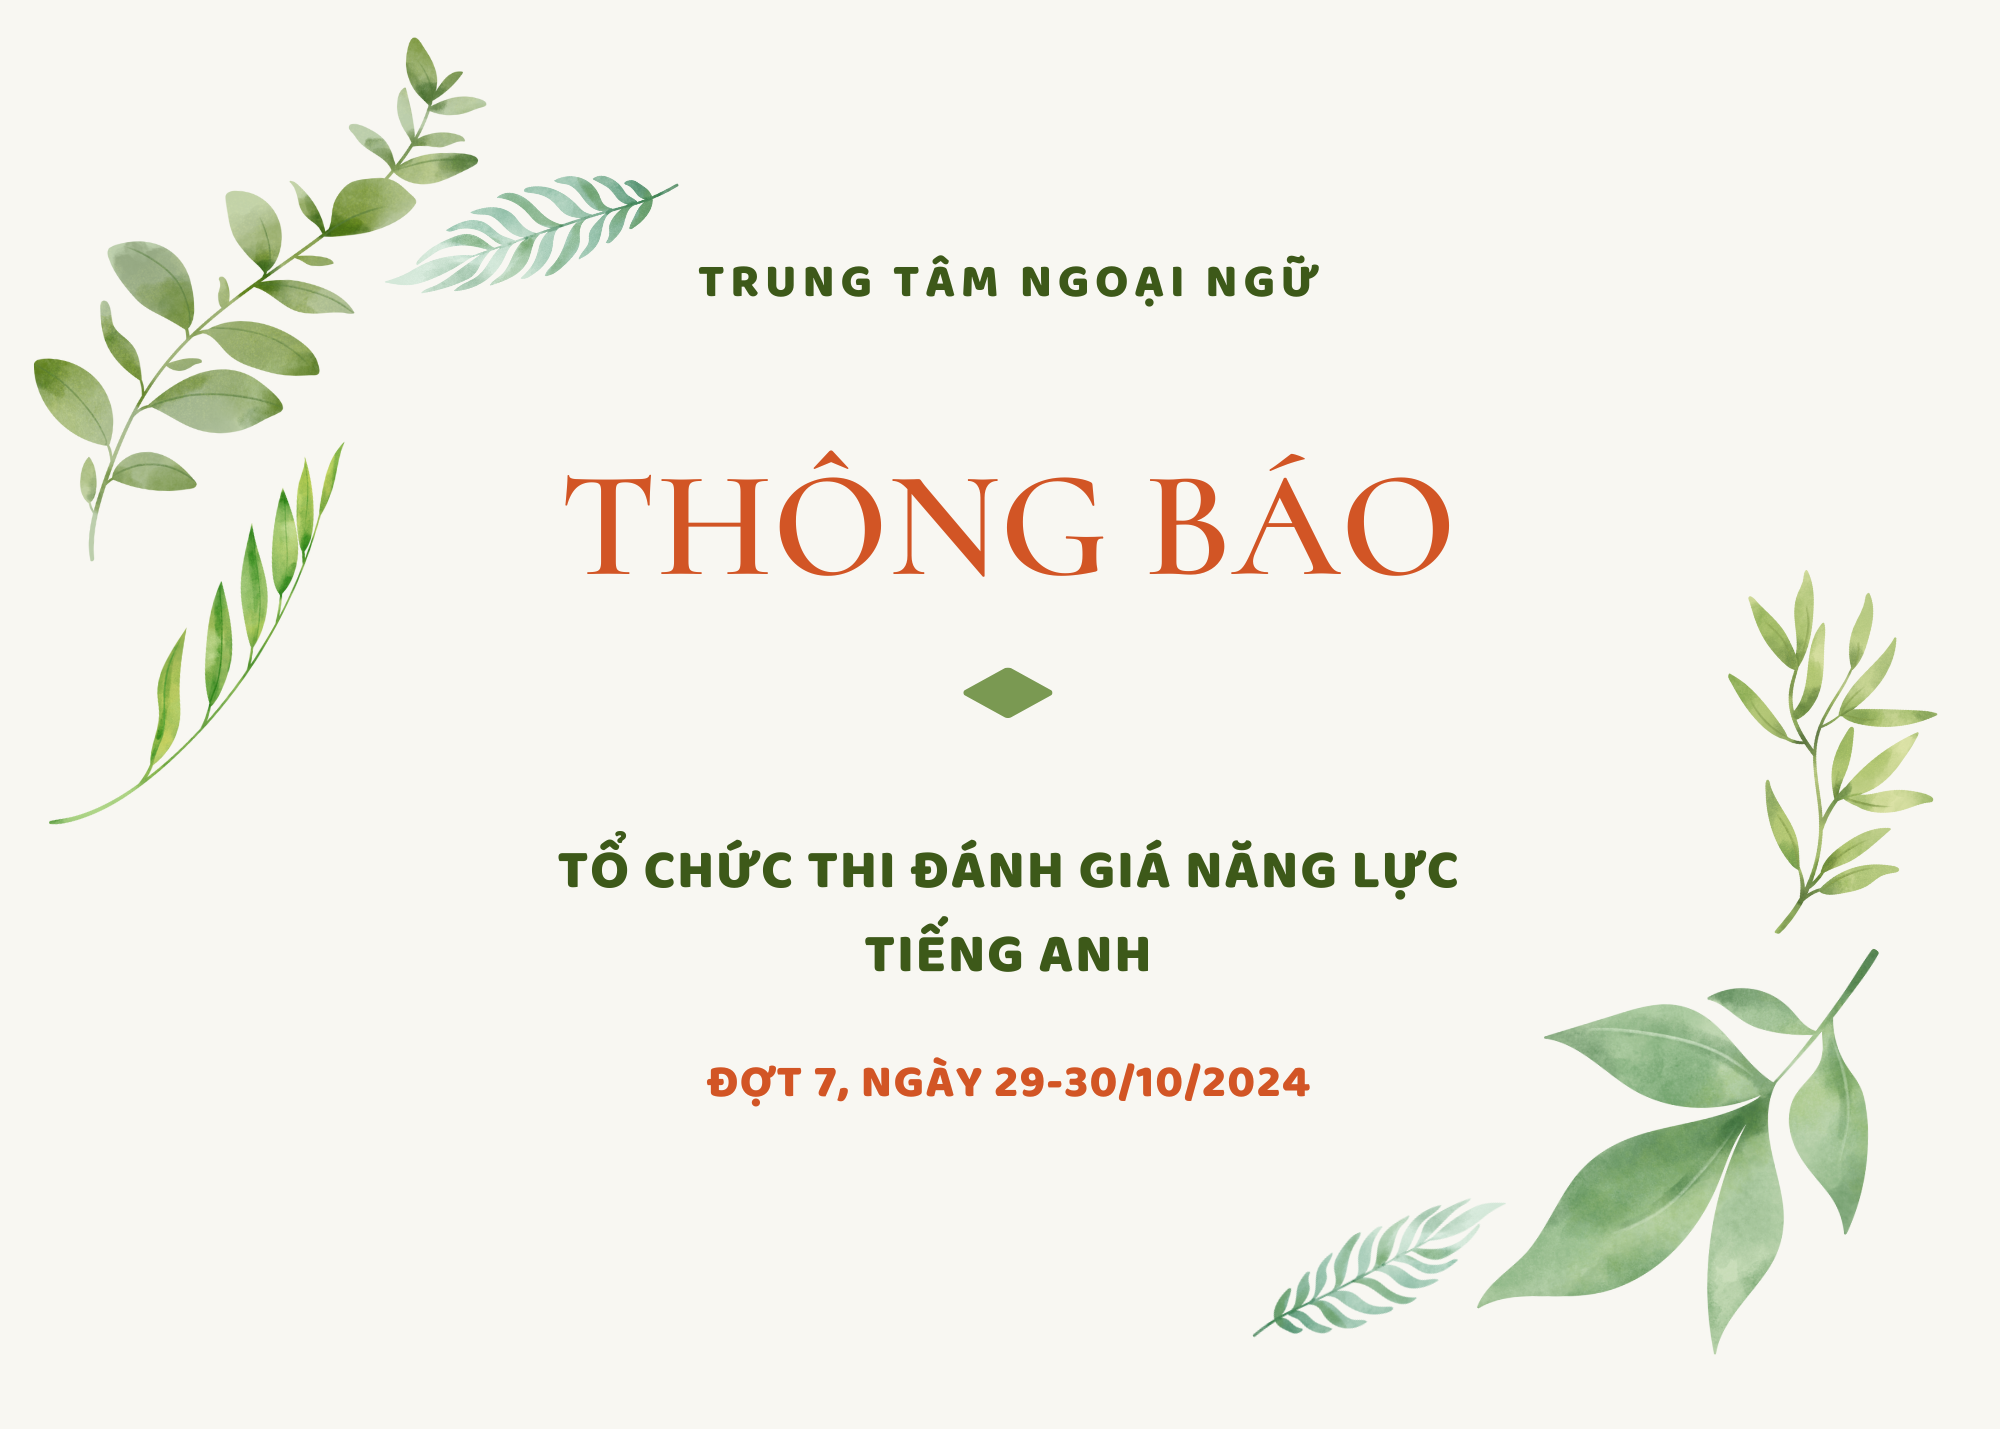 TRUNG TÂM NGOẠI NGỮ
THÔNG BÁO
TỔ CHỨC THI ĐÁNH GIÁ NĂNG LỰC
TIẾNG ANH
ĐỢT 7, NGÀY 29-30/10/2024